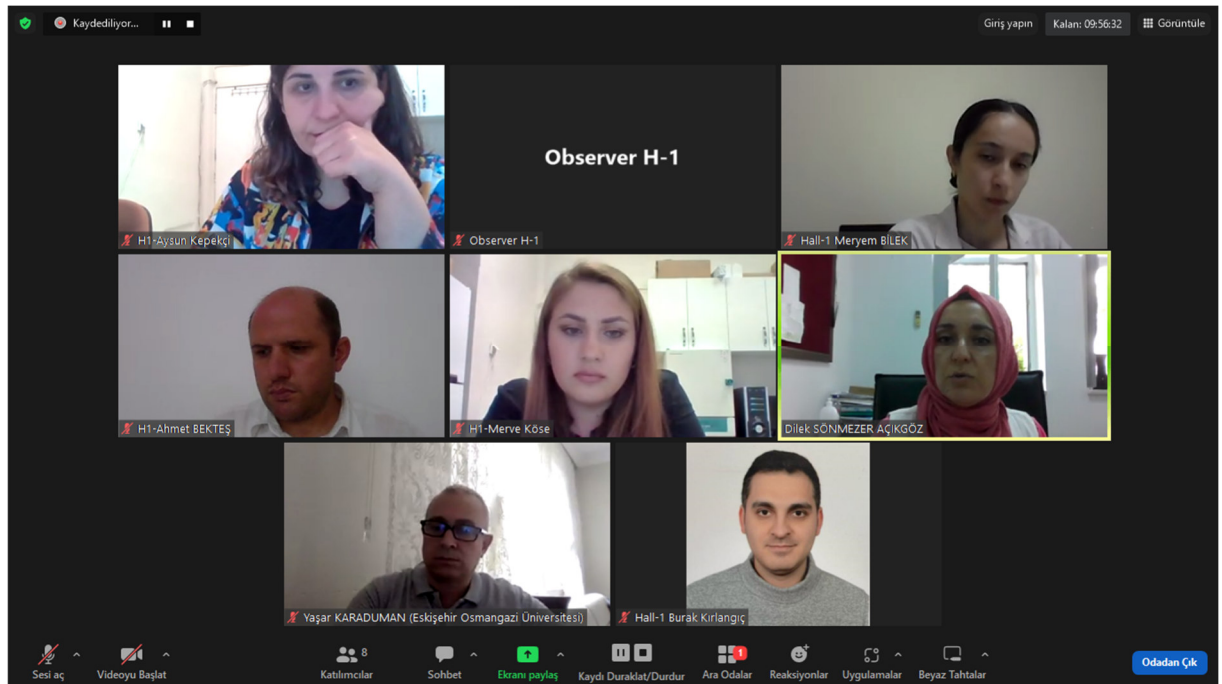 Kaydediliyor...
Giriş yapın
Kalan: 09:56:32
Görüntüle
H1-Aysun Kepekçi
Observer H-1
Observer H-1
Hall-1 Meryem BİLEK
H1-Ahmet BEKTEŞ
H1-Merve Köse
Dilek SÖNMEZER AÇIKGÖZ
Yaşar KARADUMAN (Eskişehir Osmangazi Üniversitesi)
Hall-1 Burak Kırlangıç
8
1
Sesi aç
Videoyu Başlat
Katılımcılar
Sohbet
Ekranı paylaş
Kaydı Duraklat/Durdur
Ara Odalar
Reaksiyonlar
Uygulamalar
Beyaz Tahtalar
Odadan Çık